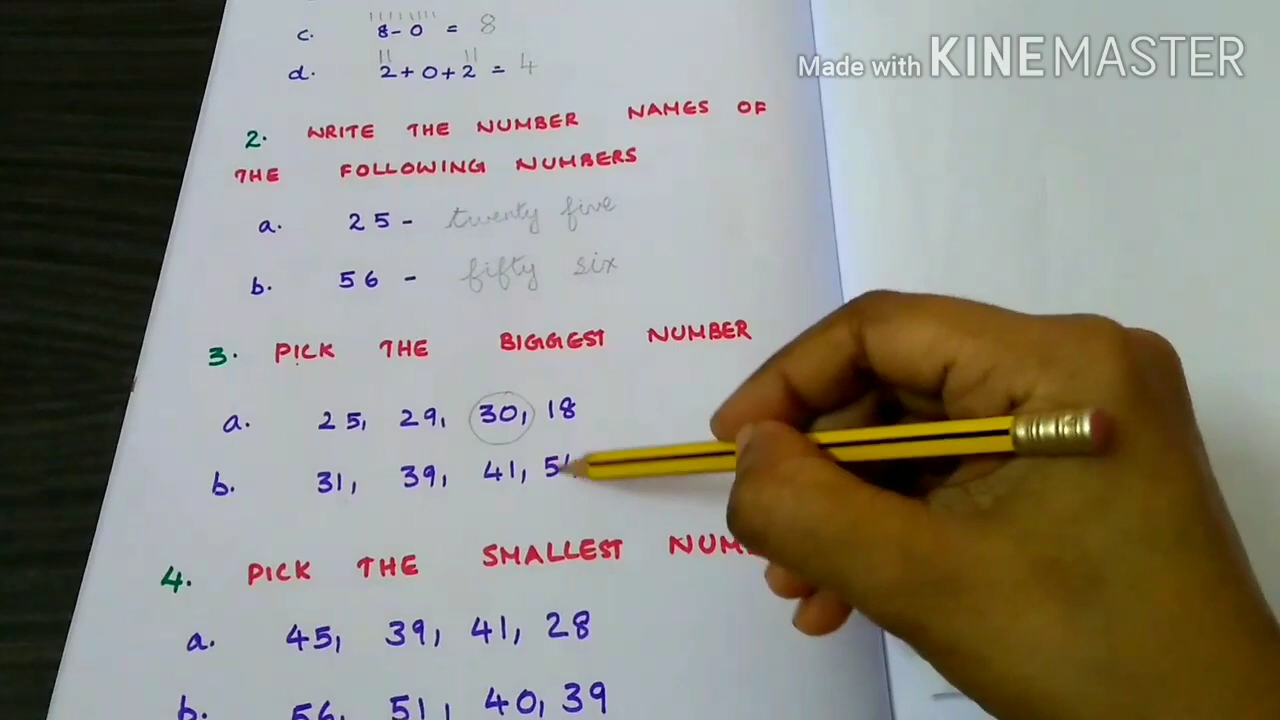 Made with KINEMASTER
c. 8-0 = 8
d. 2+0+2 = 4
2. WRITE THE NUMBER NAMES OF
THE FOLLOWING NUMBERS
a. 25 - twenty five
b. 56 - fifty six
3. PICK THE BIGGEST NUMBER
a. 25, 29, 30, 18
b. 31, 39, 41,
4. PICK THE SMALLEST
a. 45, 39, 41, 28
b. 56, 51, 40, 39